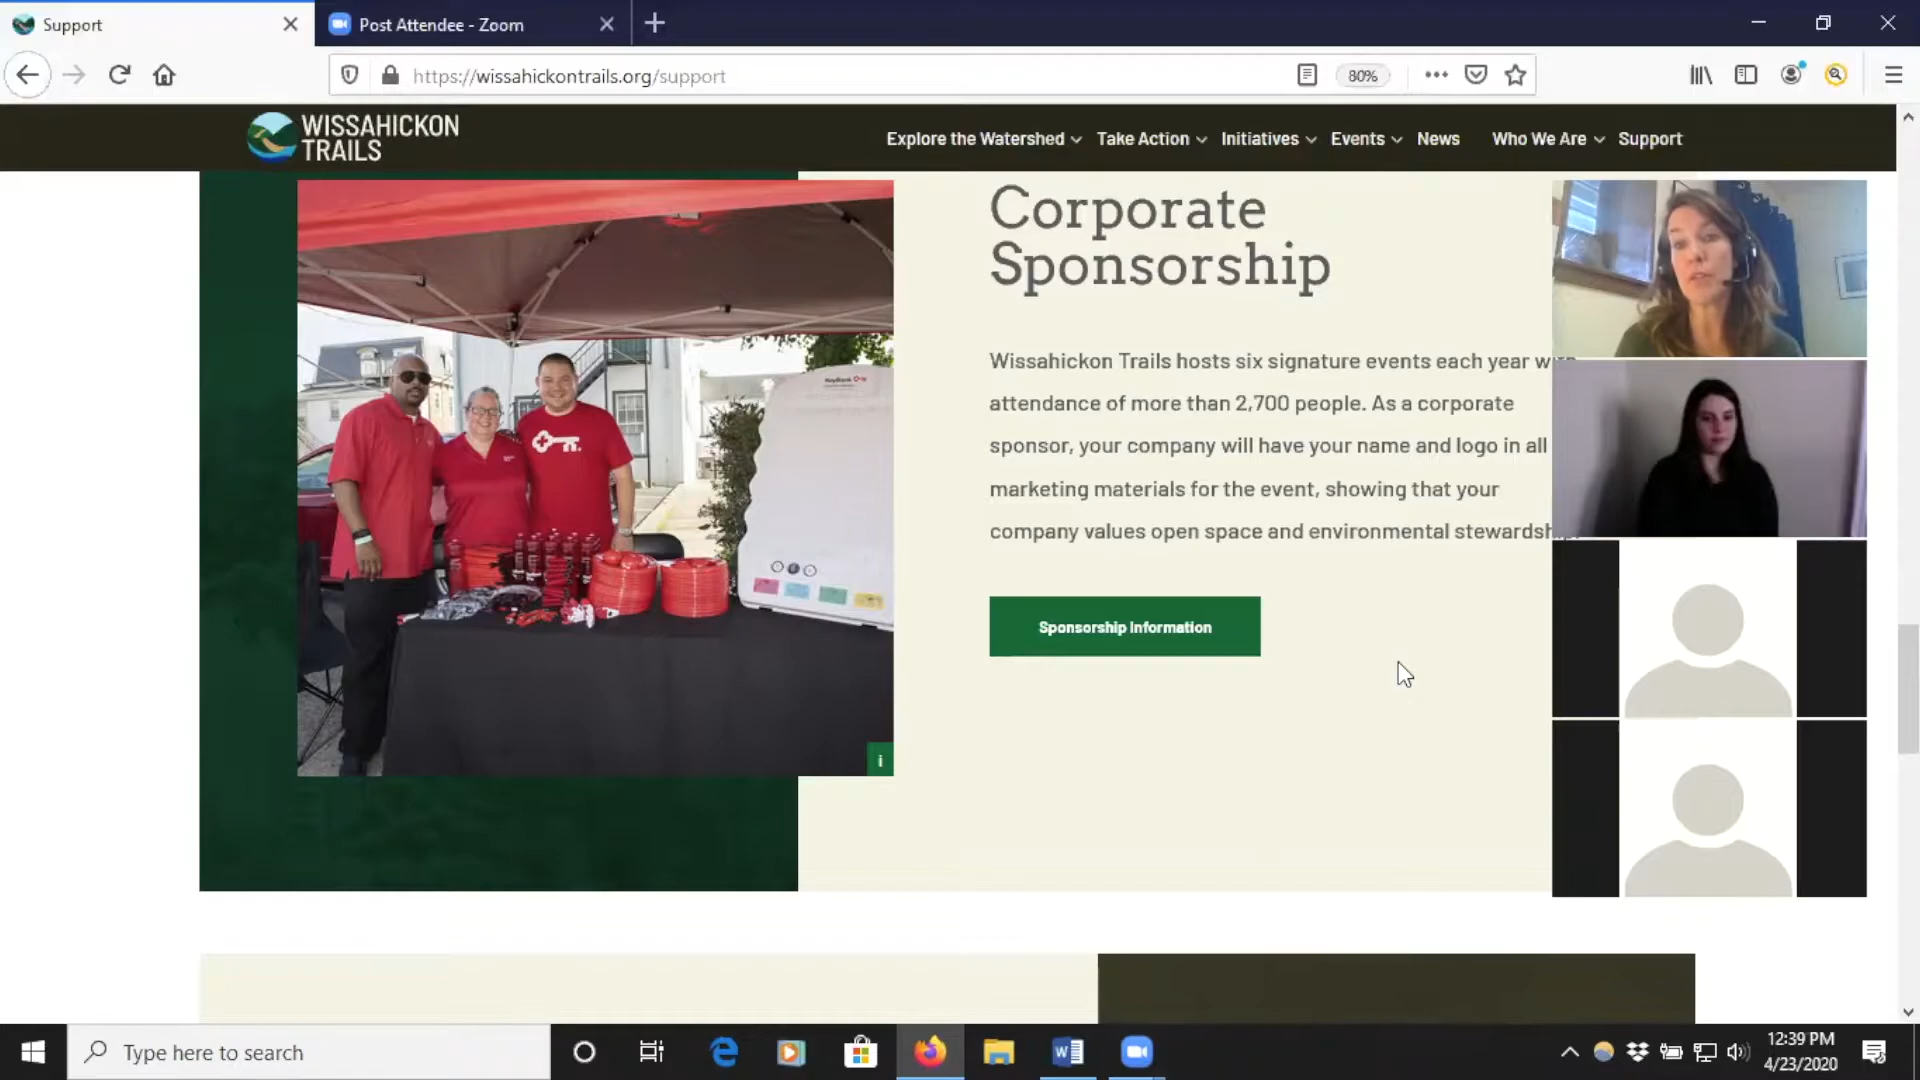 Support
Post Attendee - Zoom
https://wissahickontrails.org/support
80%
WISSAHICKON
TRAILS
Explore the Watershed
Take Action
Initiatives
Events
News
Who We Are
Support
Corporate
Sponsorship
Wissahickon Trails hosts six signature events each year
attendance of more than 2,700 people. As a corporate
sponsor, your company will have your name and logo in all
marketing materials for the event, showing that your
company values open space and environmental
Sponsorship Information
KeyBank
i
Type here to search
12:39 PM
4/23/2020